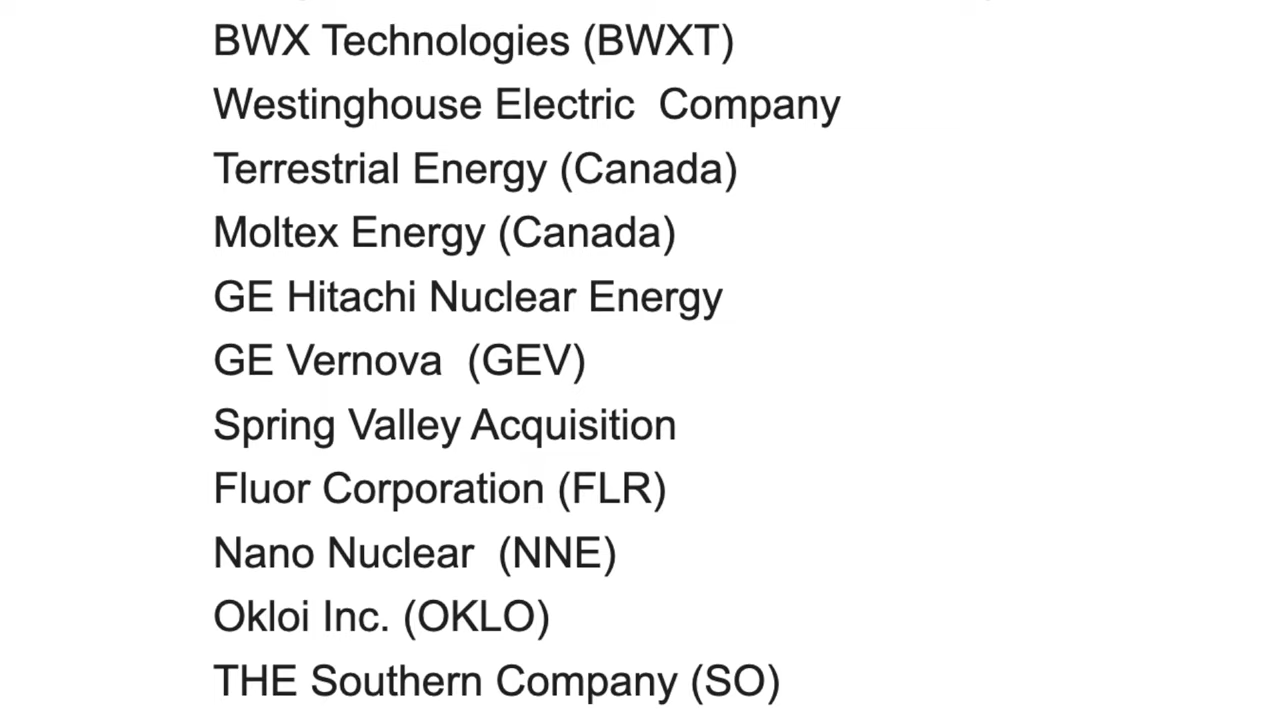 BWX Technologies (BWXT)
Westinghouse Electric  Company
Terrestrial Energy (Canada)
Moltex Energy (Canada)
GE Hitachi Nuclear Energy
GE Vernova  (GEV)
Spring Valley Acquisition
Fluor Corporation (FLR)
Nano Nuclear  (NNE)
Okloi Inc. (OKLO)
THE Southern Company (SO)